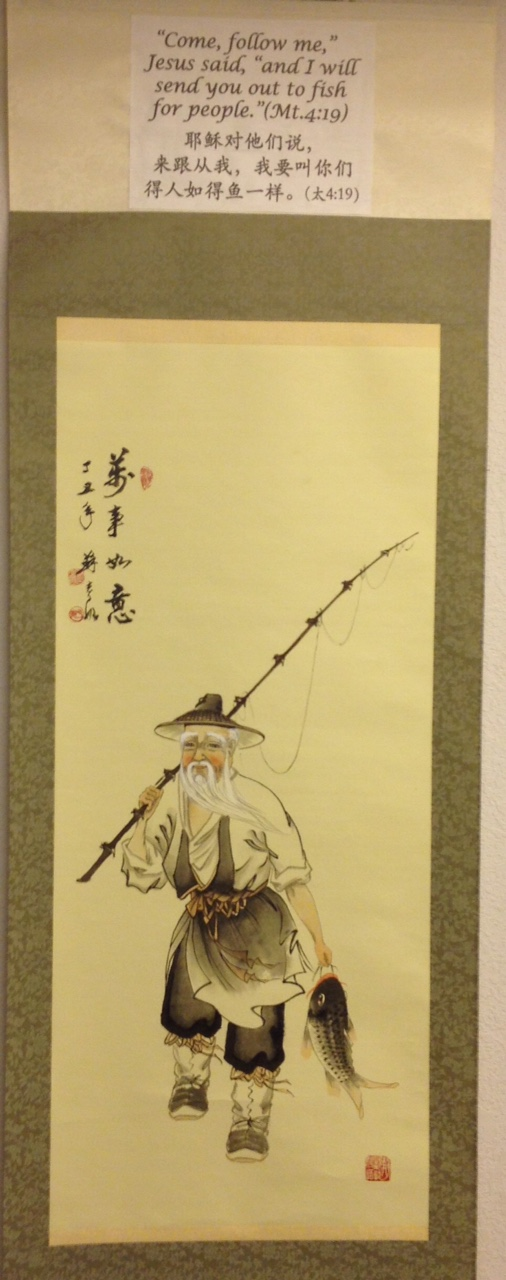 “Come, follow me,”
Jesus said, “and I will
send you out to fish
for people.”(Mt.4:19)
耶稣对他们说，
来跟从我，我要叫你们
得人如得鱼一样。(太4:19)
萬事如意
丁丑年